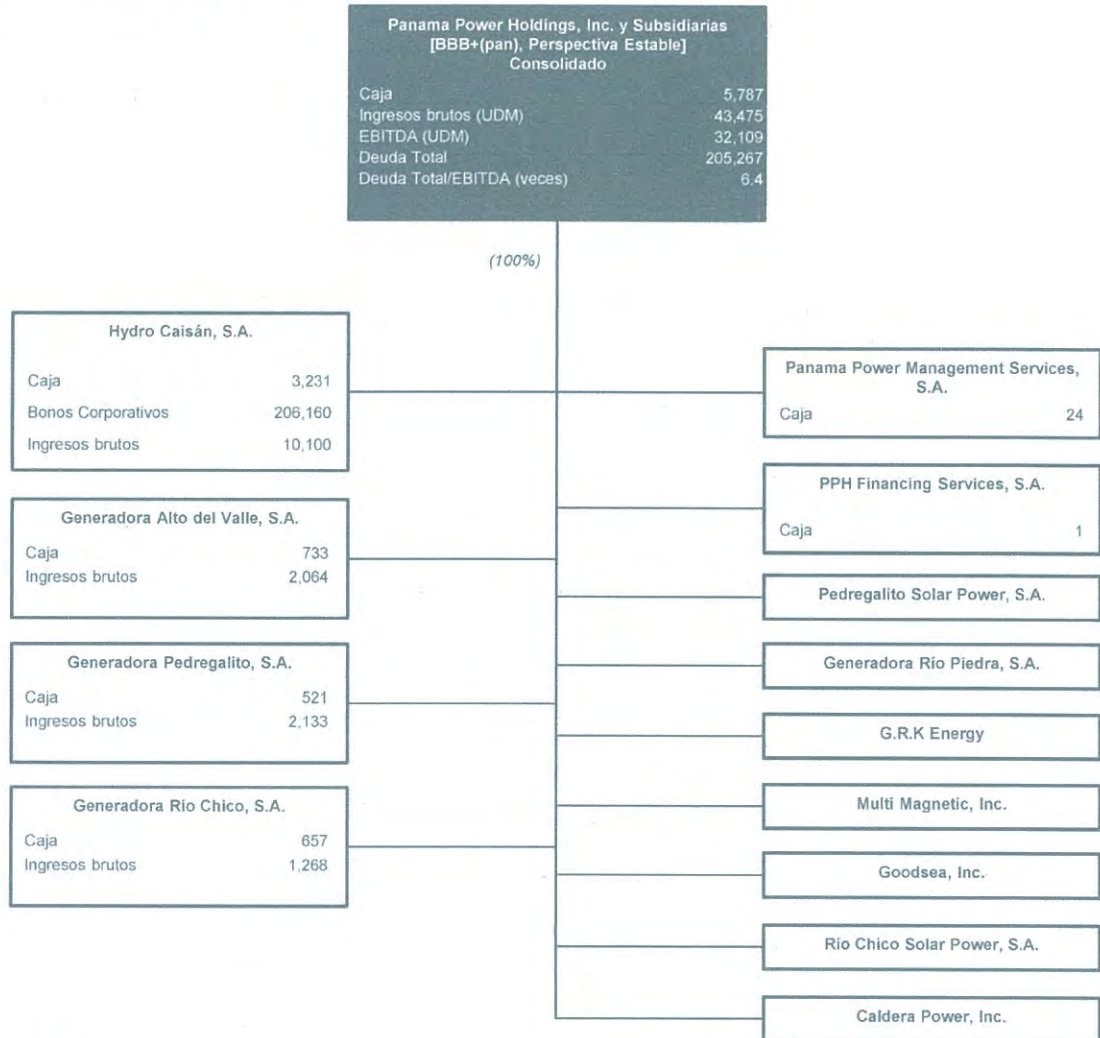 Panama Power Holdings, Inc. y Subsidiarias
[BBB+(pan), Perspectiva Estable]
Consolidado
Caja 5,787
Ingresos brutos (UDM) 43,475
EBITDA (UDM) 32,109
Deuda Total 205,267
Deuda Total/EBITDA (veces) 6.4
(100%)
Hydro Caisán, S.A.
Caja 3,231
Bonos Corporativos 206,160
Ingresos brutos 10,100
Generadora Alto del Valle, S.A.
Caja 733
Ingresos brutos 2,064
Generadora Pedregalito, S.A.
Caja 521
Ingresos brutos 2,133
Generadora Río Chico, S.A.
Caja 657
Ingresos brutos 1,268
Panama Power Management Services,
S.A.
Caja 24
PPH Financing Services, S.A.
Caja 1
Pedregalito Solar Power, S.A.
Generadora Río Piedra, S.A.
G.R.K Energy
Multi Magnetic, Inc.
Goodsea, Inc.
Río Chico Solar Power, S.A.
Caldera Power, Inc.